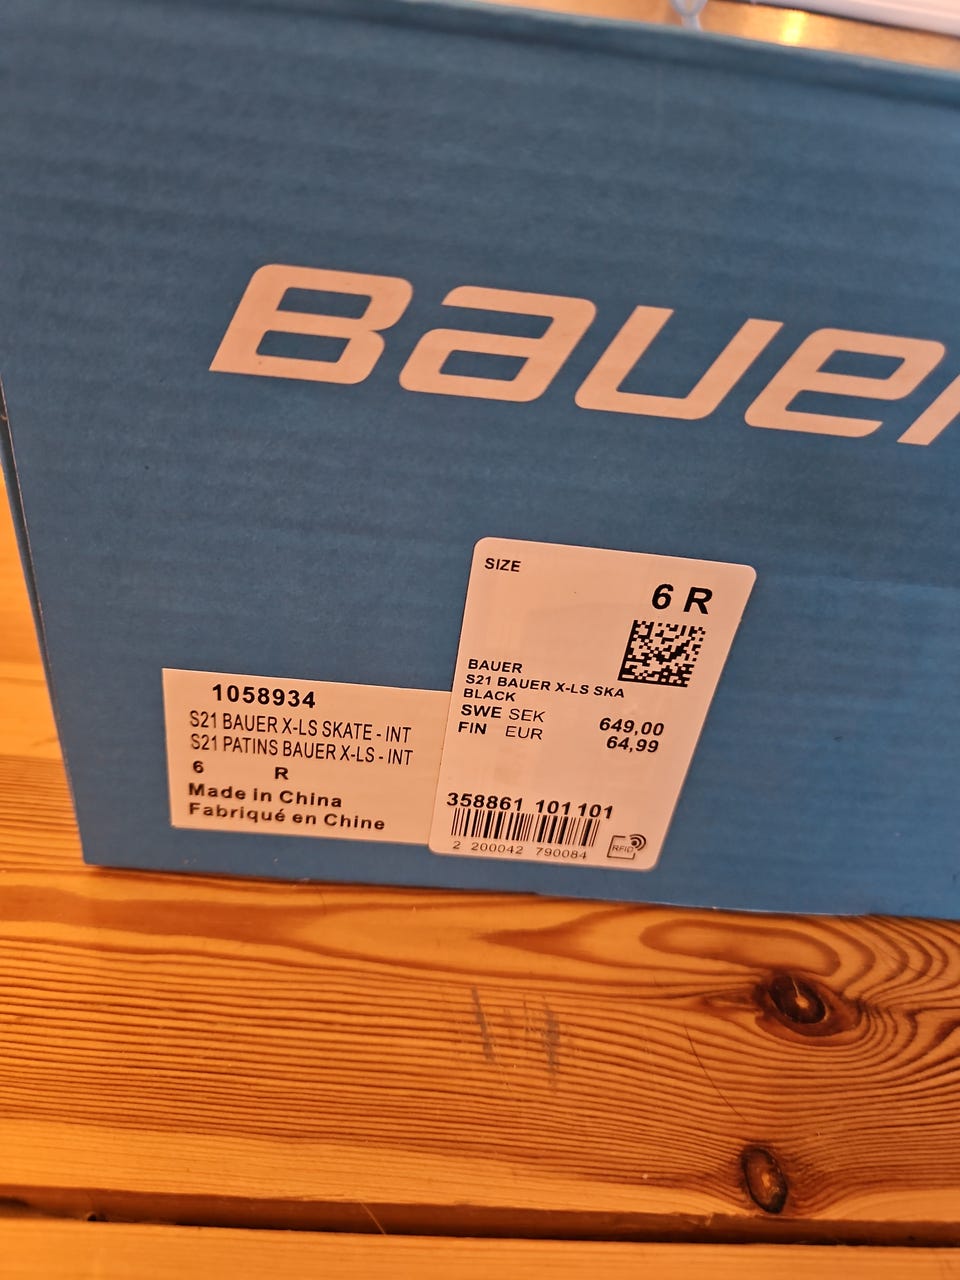 Bauer
SIZE
6 R
BAUER
S21 BAUER X-LS SKA
BLACK
SWE SEK 649,00
FIN EUR 64,99
358861 101 101
2 200042 790084
RFID
1058934
S21 BAUER X-LS SKATE - INT
S21 PATINS BAUER X-LS - INT
6 R
Made in China
Fabriqué en Chine